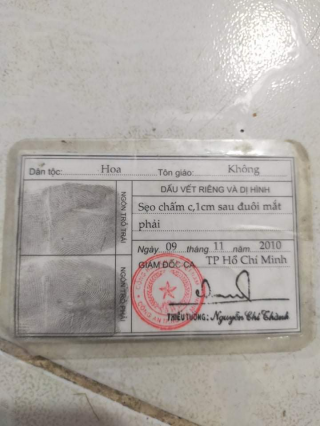 Dân tộc: Hoa Tôn giáo: Không
NGÓN TRỎ TRÁI
NGÓN TRỎ PHẢI
DẤU VẾT RIÊNG VÀ DỊ HÌNH
Sẹo chấm c,1cm sau đuôi mắt
phải
Ngày 09 tháng 11 năm 2010
GIÁM ĐỐC CA TP Hồ Chí Minh
THIẾU TƯỚNG: Nguyễn Chí Thành